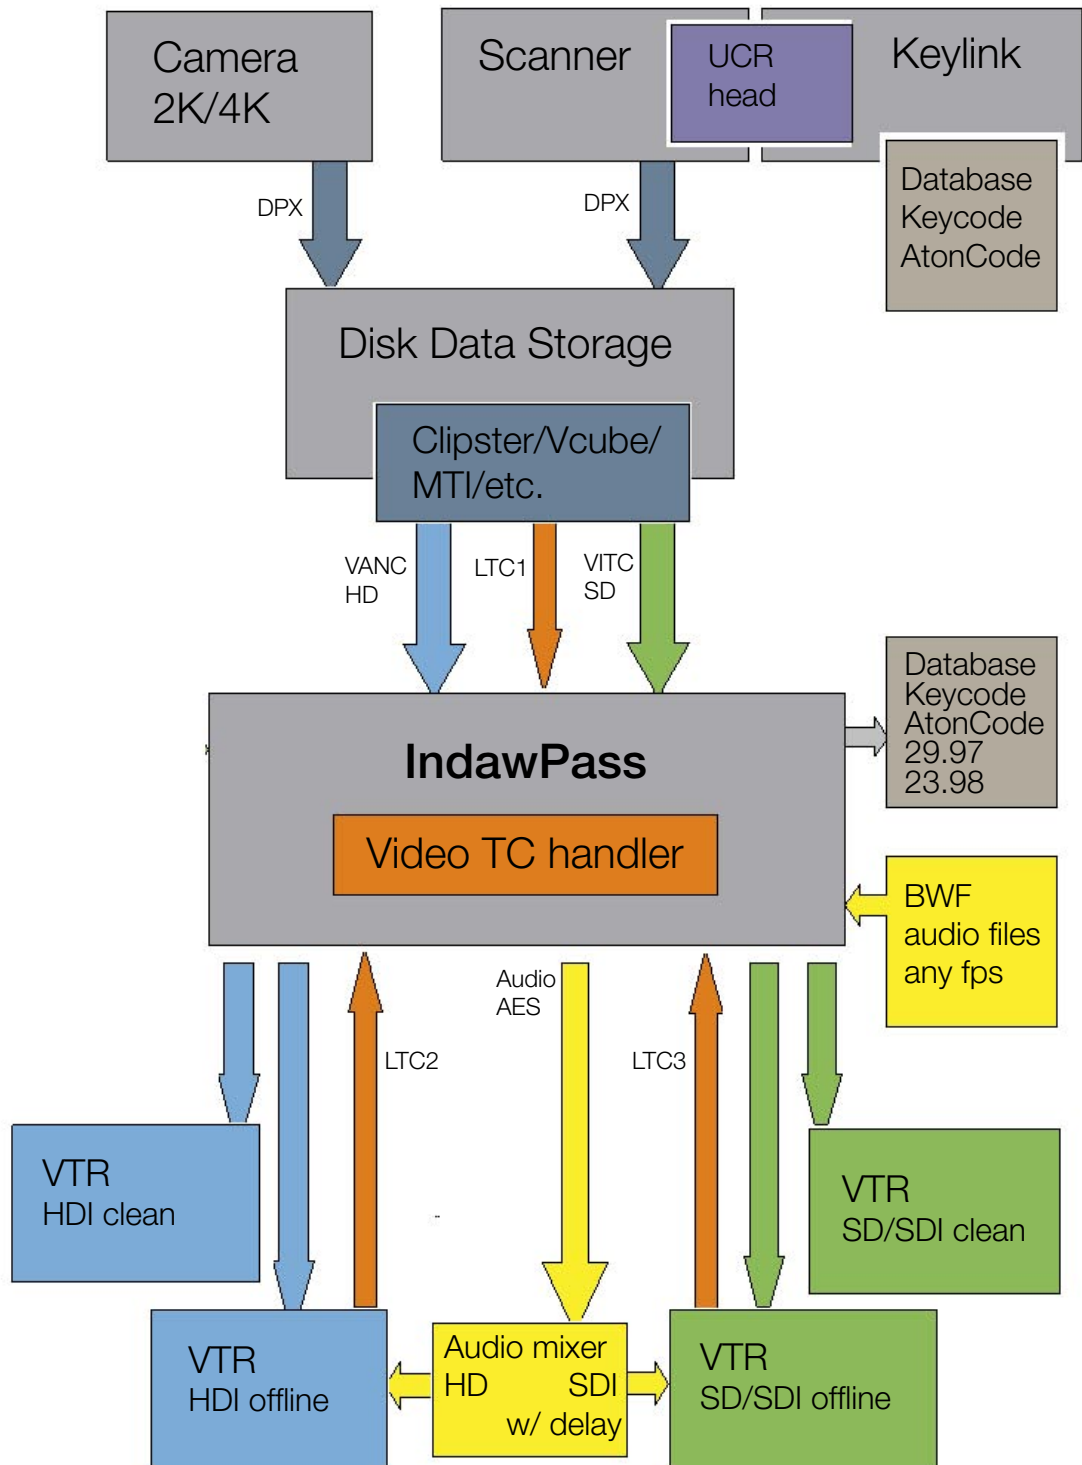 Camera
2K/4K
Scanner
UCR
head
Keylink
Database
Keycode
AtonCode
DPX
DPX
Disk Data Storage
Clipster/Vcube/
MTI/etc.
VANC
HD
LTC1
VITC
SD
IndawPass
Video TC handler
Database
Keycode
AtonCode
29.97
23.98
BWF
audio files
any fps
Audio
AES
LTC2
LTC3
VTR
HDI clean
VTR
SD/SDI clean
VTR
HDI offline
Audio mixer
HD SDI
w/ delay
VTR
SD/SDI offline